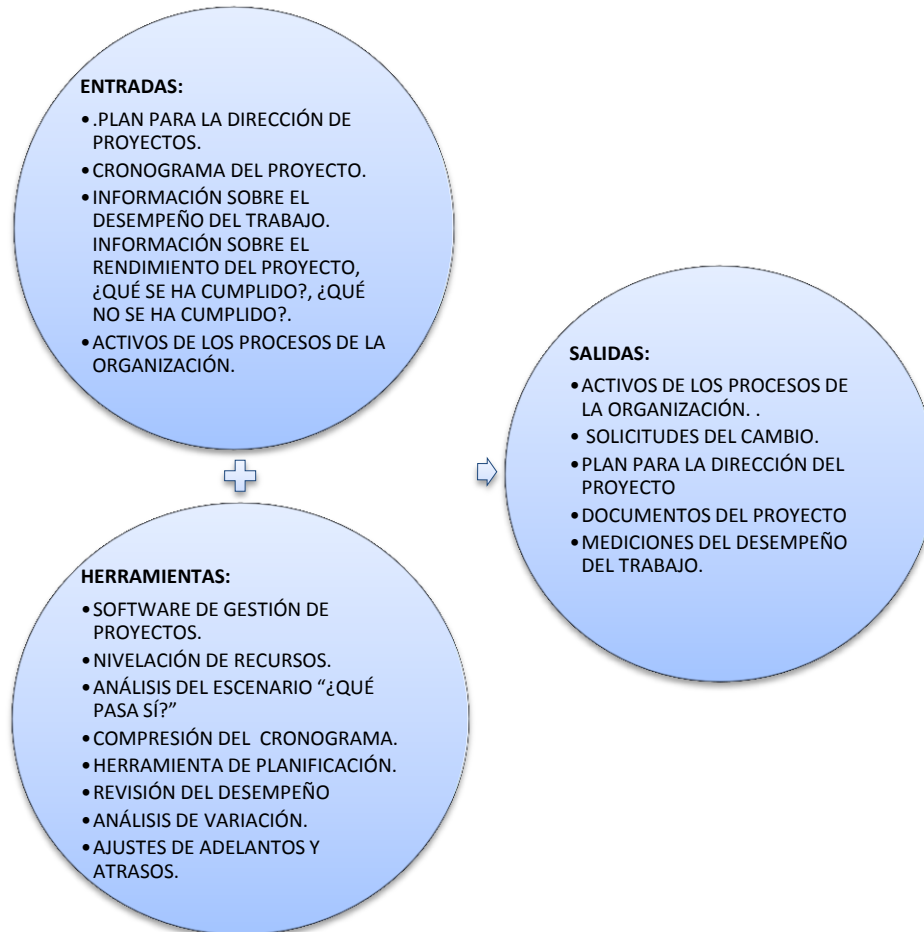 ENTRADAS:
•.PLAN PARA LA DIRECCIÓN DE
PROYECTOS.
•CRONOGRAMA DEL PROYECTO.
•INFORMACIÓN SOBRE EL
DESEMPEÑO DEL TRABAJO.
INFORMACIÓN SOBRE EL
RENDIMIENTO DEL PROYECTO,
¿QUÉ SE HA CUMPLIDO?, ¿QUÉ
NO SE HA CUMPLIDO?.
•ACTIVOS DE LOS PROCESOS DE LA
ORGANIZACIÓN.
HERRAMIENTAS:
•SOFTWARE DE GESTIÓN DE
PROYECTOS.
•NIVELACIÓN DE RECURSOS.
•ANÁLISIS DEL ESCENARIO “¿QUÉ
PASA SÍ?”
•COMPRESIÓN DEL CRONOGRAMA.
•HERRAMIENTA DE PLANIFICACIÓN.
•REVISIÓN DEL DESEMPEÑO
•ANÁLISIS DE VARIACIÓN.
•AJUSTES DE ADELANTOS Y
ATRASOS.
SALIDAS:
•ACTIVOS DE LOS PROCESOS DE
LA ORGANIZACIÓN. .
• SOLICITUDES DEL CAMBIO.
•PLAN PARA LA DIRECCIÓN DEL
PROYECTO
•DOCUMENTOS DEL PROYECTO
•MEDICIONES DEL DESEMPEÑO
DEL TRABAJO.